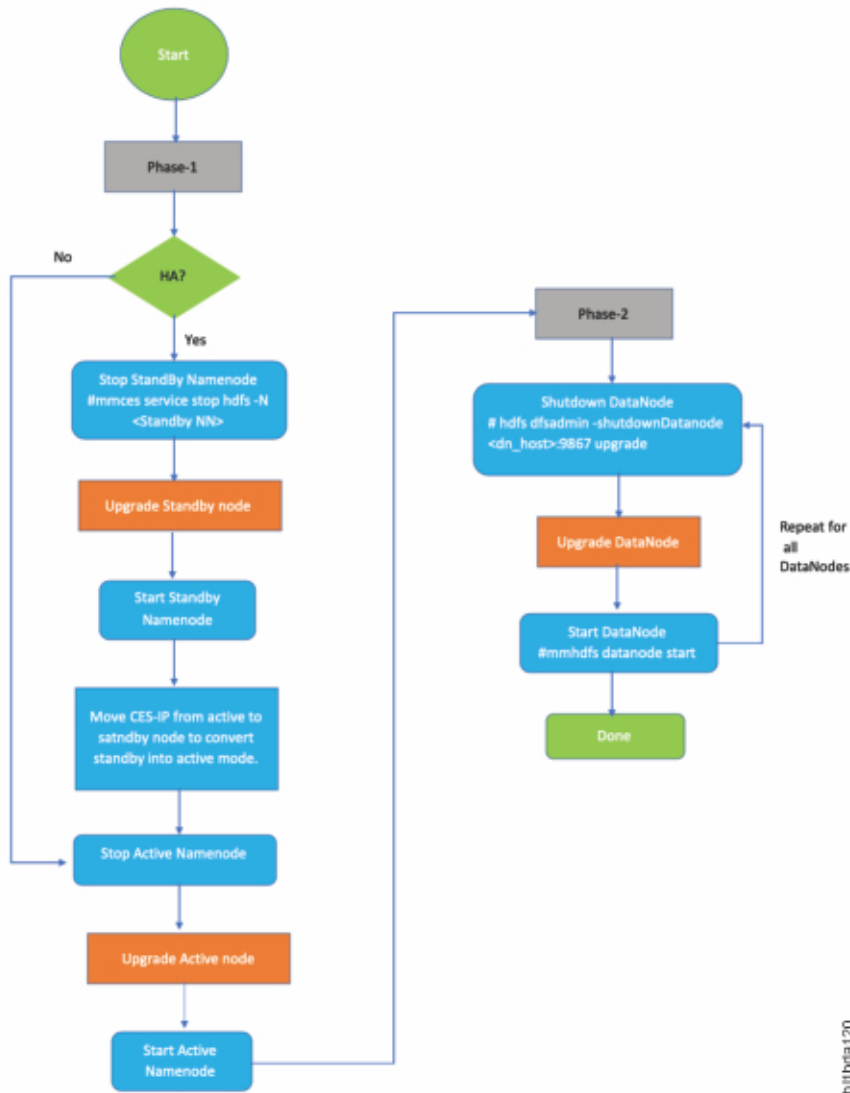 Start
Phase-1
No
HA?
Yes
Stop StandBy Namenode
#mmces service stop hdfs -N
<Standby NN>
Upgrade Standby node
Start Standby
Namenode
Move CES-IP from active to
satndby node to convert
standby into active mode.
Stop Active Namenode
Upgrade Active node
Start Active
Namenode
Phase-2
Shutdown DataNode
# hdfs dfsadmin -shutdownDatanode
<dn_host>:9867 upgrade
Upgrade DataNode
Repeat for
all
DataNodes
Start DataNode
#mmhdfs datanode start
Done